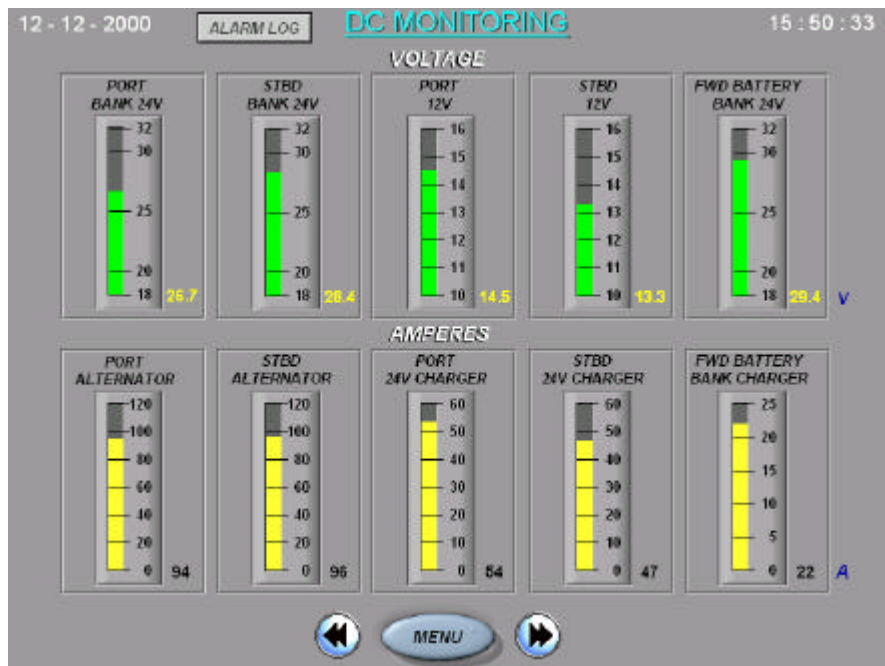 12 - 12 - 2000
ALARM LOG
DC MONITORING
15 : 50 : 33
VOLTAGE
PORT
BANK 24V
32
30
25
20
18
26.7
STBD
BANK 24V
32
30
25
20
18
28.4
PORT
12V
16
15
14
13
12
11
10
14.5
STBD
12V
16
15
14
13
12
11
10
13.3
FWD BATTERY
BANK 24V
32
30
25
20
18
29.4
V
AMPERES
PORT
ALTERNATOR
120
100
80
60
40
20
0
94
STBD
ALTERNATOR
120
100
80
60
40
20
0
96
PORT
24V CHARGER
60
50
40
30
20
10
0
54
STBD
24V CHARGER
60
50
40
30
20
10
0
47
FWD BATTERY
BANK CHARGER
25
20
15
10
5
0
22
A
MENU